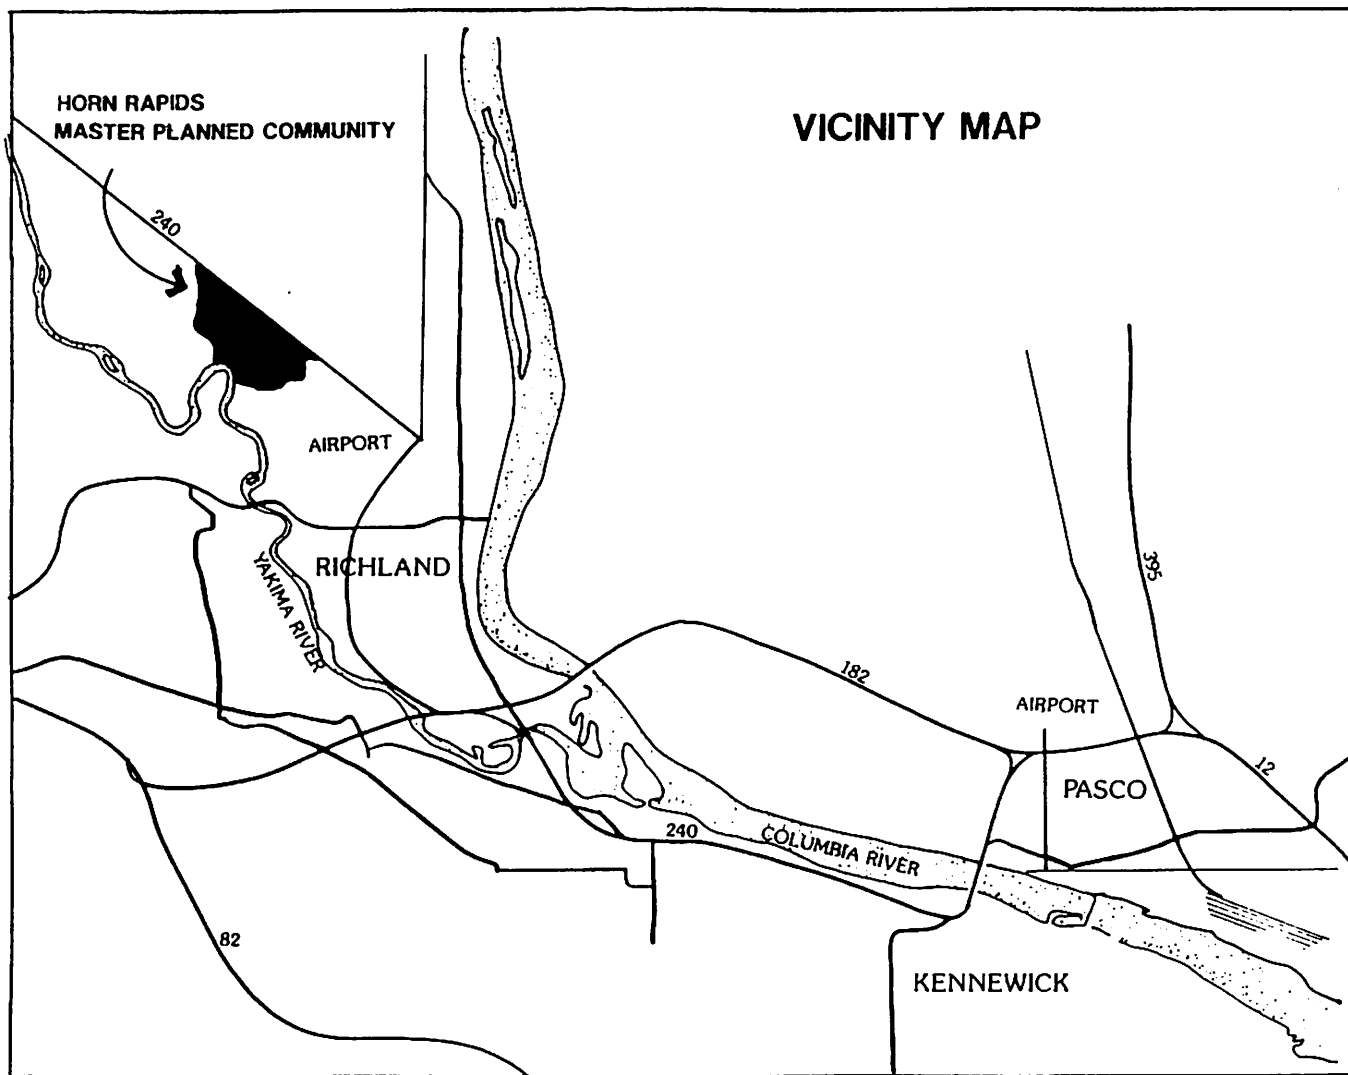 HORN RAPIDS
MASTER PLANNED COMMUNITY
VICINITY MAP
240
AIRPORT
RICHLAND
YAKIMA RIVER
395
182
AIRPORT
12
PASCO
240
COLUMBIA RIVER
82
KENNEWICK